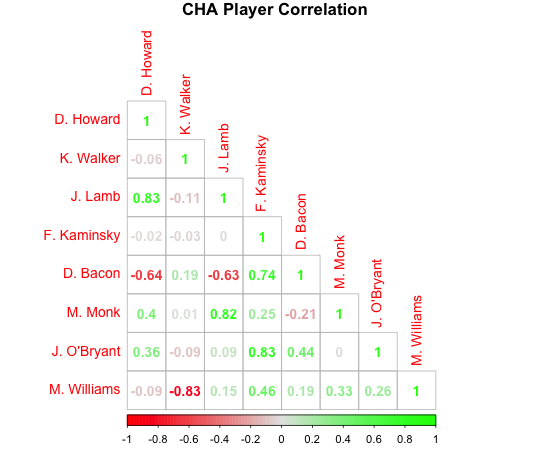 CHA Player Correlation
D. Howard
K. Walker
J. Lamb
F. Kaminsky
D. Bacon
M. Monk
J. O'Bryant
M. Williams
D. Howard 1
K. Walker -0.06 1
J. Lamb 0.83 -0.11 1
F. Kaminsky -0.02 -0.03 0 1
D. Bacon -0.64 0.19 -0.63 0.74 1
M. Monk 0.4 0.01 0.82 0.25 -0.21 1
J. O'Bryant 0.36 -0.09 0.09 0.83 0.44 0 1
M. Williams -0.09 -0.83 0.15 0.46 0.19 0.33 0.26 1
-1 -0.8 -0.6 -0.4 -0.2 0 0.2 0.4 0.6 0.8 1